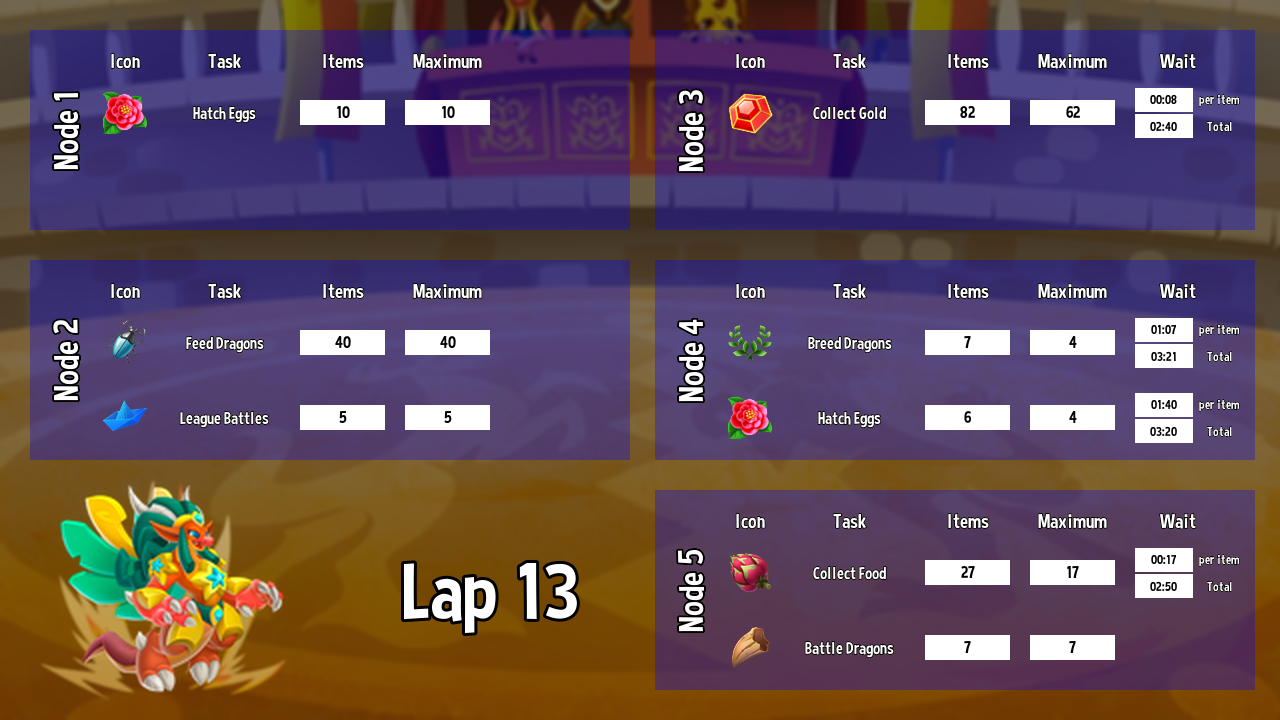 Node 1
Icon Task Items Maximum
Hatch Eggs 10 10
Node 2
Icon Task Items Maximum
Feed Dragons 40 40
League Battles 5 5
Lap 13
Node 3
Icon Task Items Maximum Wait
Collect Gold 82 62 00:08 per item
02:40 Total
Node 4
Icon Task Items Maximum Wait
Breed Dragons 7 4 01:07 per item
03:21 Total
Hatch Eggs 6 4 01:40 per item
03:20 Total
Node 5
Icon Task Items Maximum Wait
Collect Food 27 17 00:17 per item
02:50 Total
Battle Dragons 7 7